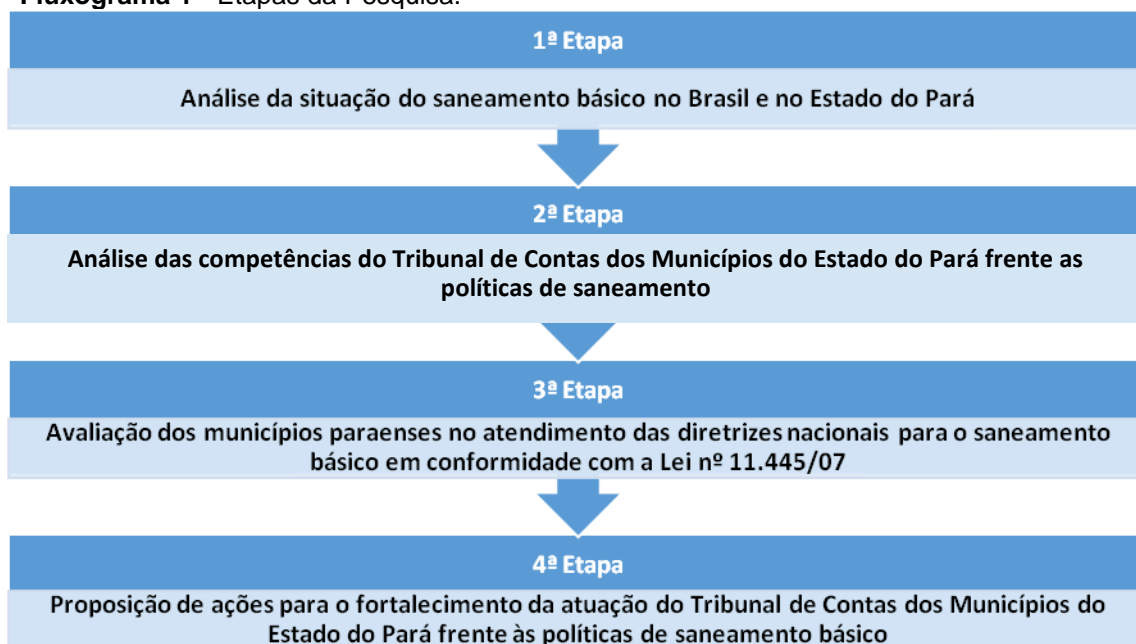 Fluxograma 1 - Etapas da Pesquisa.
1ª Etapa
Análise da situação do saneamento básico no Brasil e no Estado do Pará
2ª Etapa
Análise das competências do Tribunal de Contas dos Municípios do Estado do Pará frente as
políticas de saneamento
3ª Etapa
Avaliação dos municípios paraenses no atendimento das diretrizes nacionais para o saneamento
básico em conformidade com a Lei nº 11.445/07
4ª Etapa
Proposição de ações para o fortalecimento da atuação do Tribunal de Contas dos Municípios do
Estado do Pará frente às políticas de saneamento básico